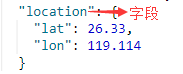 "location": { 字段
"lat": 26.33,
"lon": 119.114
}